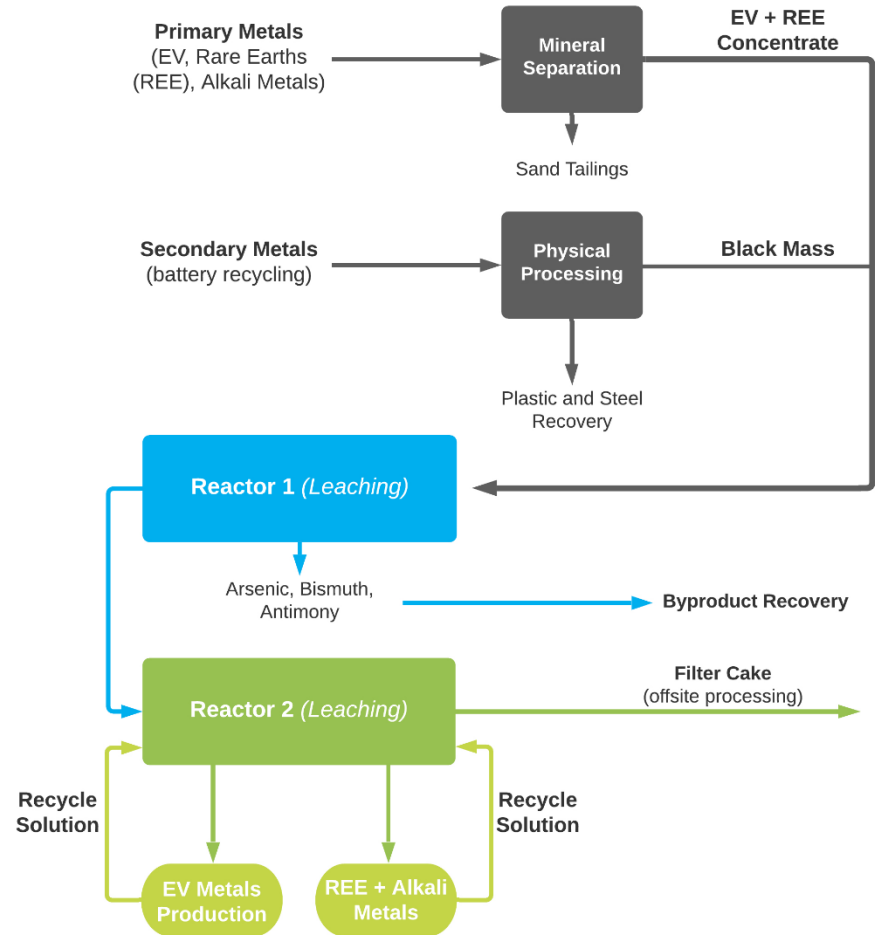 Primary Metals
(EV, Rare Earths
(REE), Alkali Metals)
Mineral
Separation
EV + REE
Concentrate
Sand Tailings
Secondary Metals
(battery recycling)
Physical
Processing
Black Mass
Plastic and Steel
Recovery
Reactor 1 (Leaching)
Arsenic, Bismuth,
Antimony
Byproduct Recovery
Reactor 2 (Leaching)
Filter Cake
(offsite processing)
Recycle
Solution
Recycle
Solution
EV Metals
Production
REE + Alkali
Metals